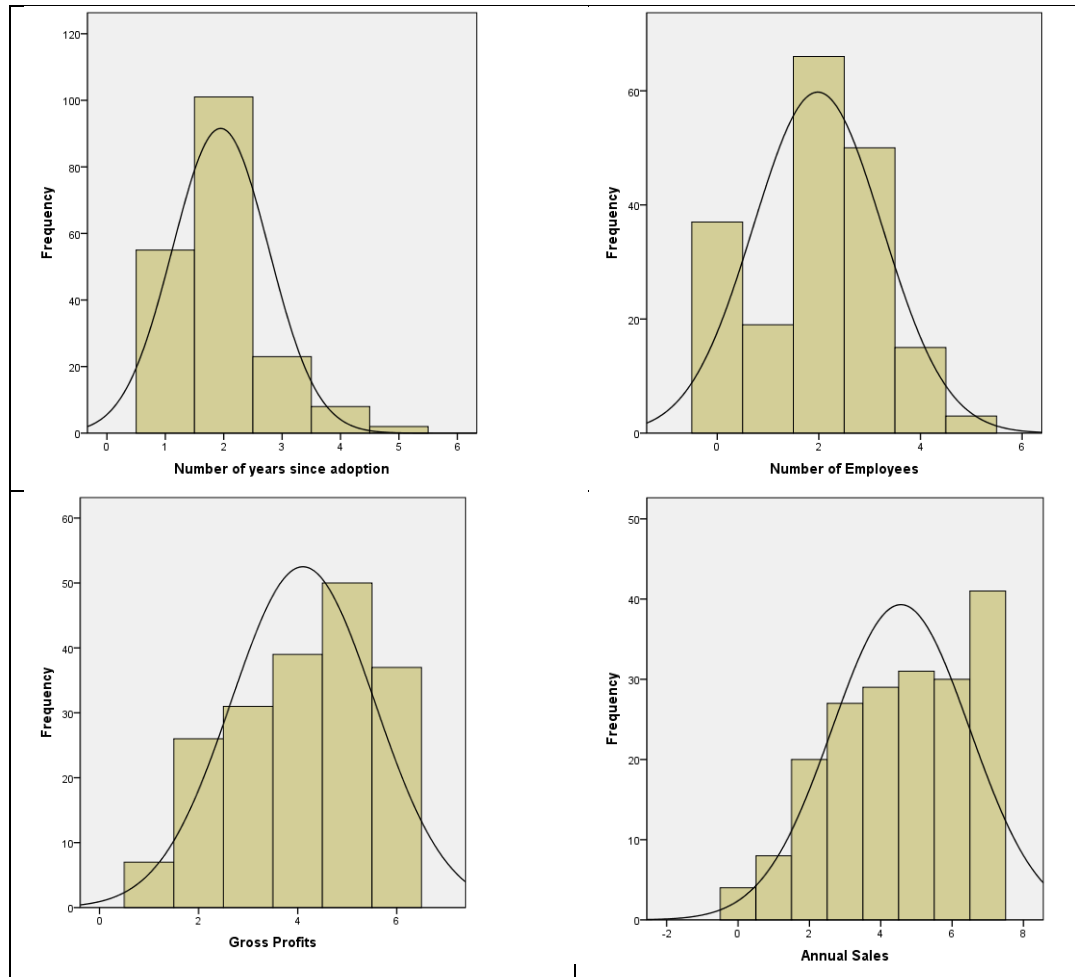 120
100
80
60
40
20
0
Frequency
0 1 2 3 4 5 6
Number of years since adoption
60
40
20
0
Frequency
0 2 4 6
Number of Employees
60
50
40
30
20
10
0
Frequency
0 2 4 6
Gross Profits
50
40
30
20
10
0
Frequency
-2 0 2 4 6 8
Annual Sales